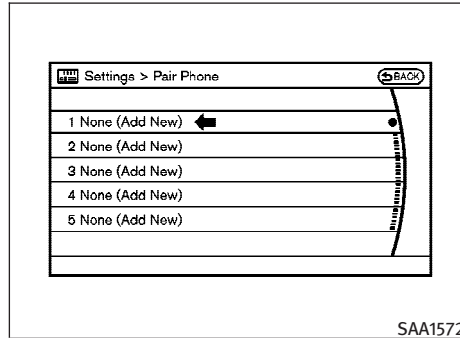 Settings > Pair Phone
BACK
1 None (Add New)
2 None (Add New)
3 None (Add New)
4 None (Add New)
5 None (Add New)
SAA1572